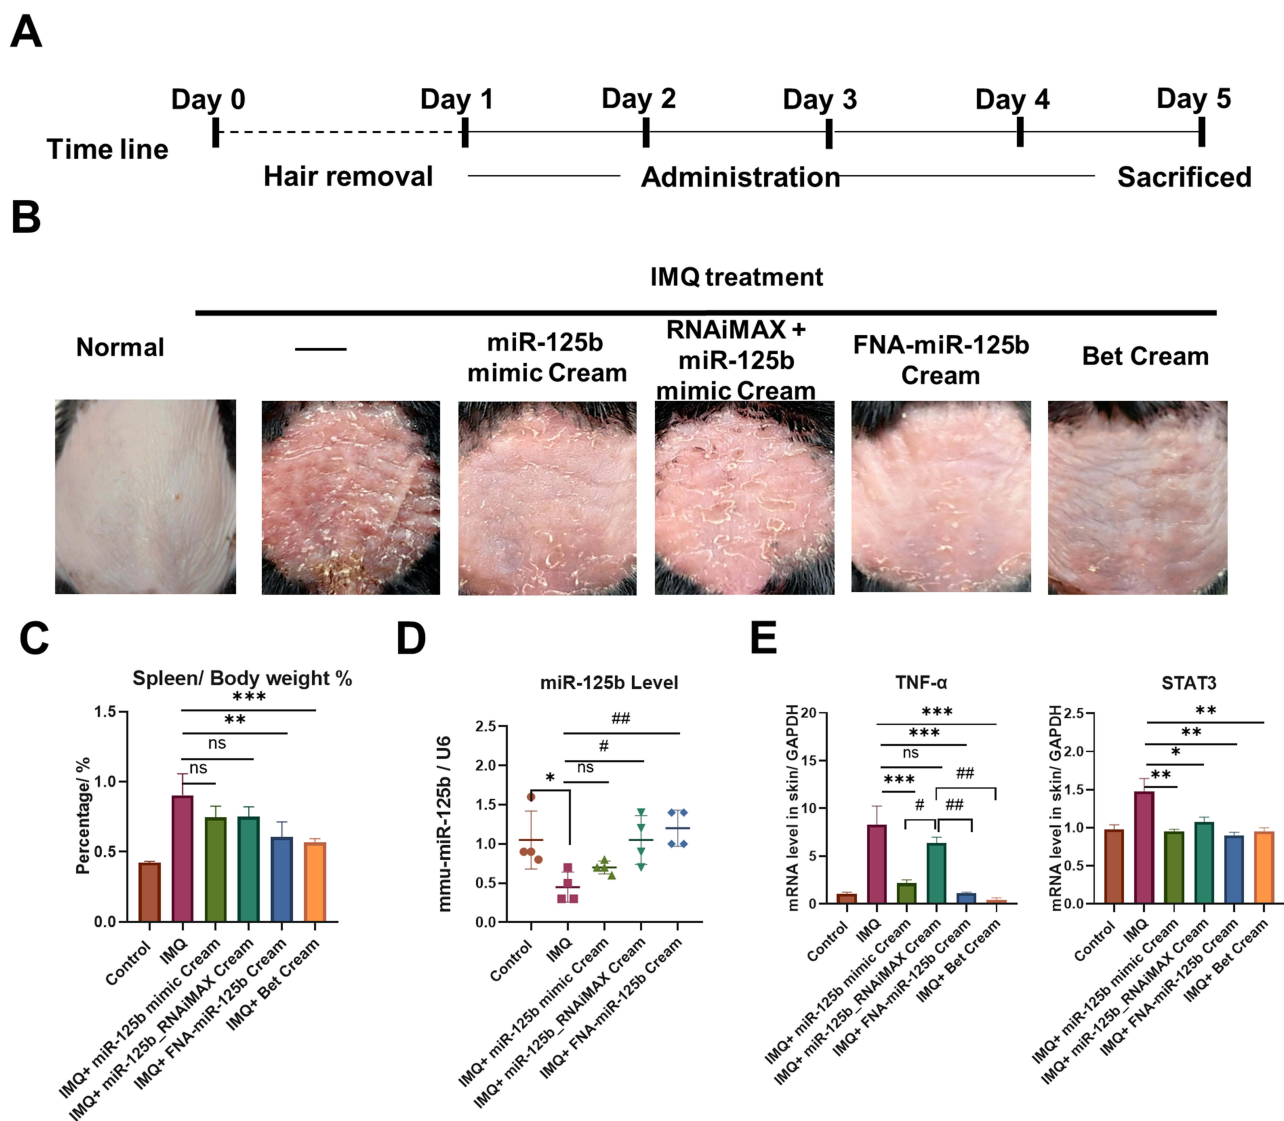 A
Day 0
Day 1
Day 2
Day 3
Day 4
Day 5
Time line
Hair removal
Administration
Sacrificed
B
IMQ treatment
Normal
miR-125b
mimic Cream
RNAiMAX +
miR-125b
mimic Cream
FNA-miR-125b
Cream
Bet Cream
C
Spleen/ Body weight %
Percentage/ %
1.5
1.0
0.5
0.0
***
**
ns
ns
Control
IMQ
IMQ+ miR-125b mimic Cream
IMQ+ miR-125b_RNAiMAX Cream
IMQ+ FNA-miR-125b Cream
IMQ+ Bet Cream
D
miR-125b Level
mmu-miR-125b / U6
2.5
2.0
1.5
1.0
0.5
0.0
##
#
ns
*
Control
IMQ
IMQ+ miR-125b mimic Cream
IMQ+ miR-125b_RNAiMAX Cream
IMQ+ FNA-miR-125b Cream
E
TNF-α
mRNA level in skin/ GAPDH
20
15
10
5
0
***
***
ns
***
##
#
##
Control
IMQ
IMQ+ miR-125b mimic Cream
IMQ+ miR-125b_RNAiMAX Cream
IMQ+ FNA-miR-125b Cream
IMQ+ Bet Cream
STAT3
mRNA level in skin/ GAPDH
2.5
2.0
1.5
1.0
0.5
0.0
**
**
*
**
Control
IMQ
IMQ+ miR-125b mimic Cream
IMQ+ miR-125b_RNAiMAX Cream
IMQ+ FNA-miR-125b Cream
IMQ+ Bet Cream